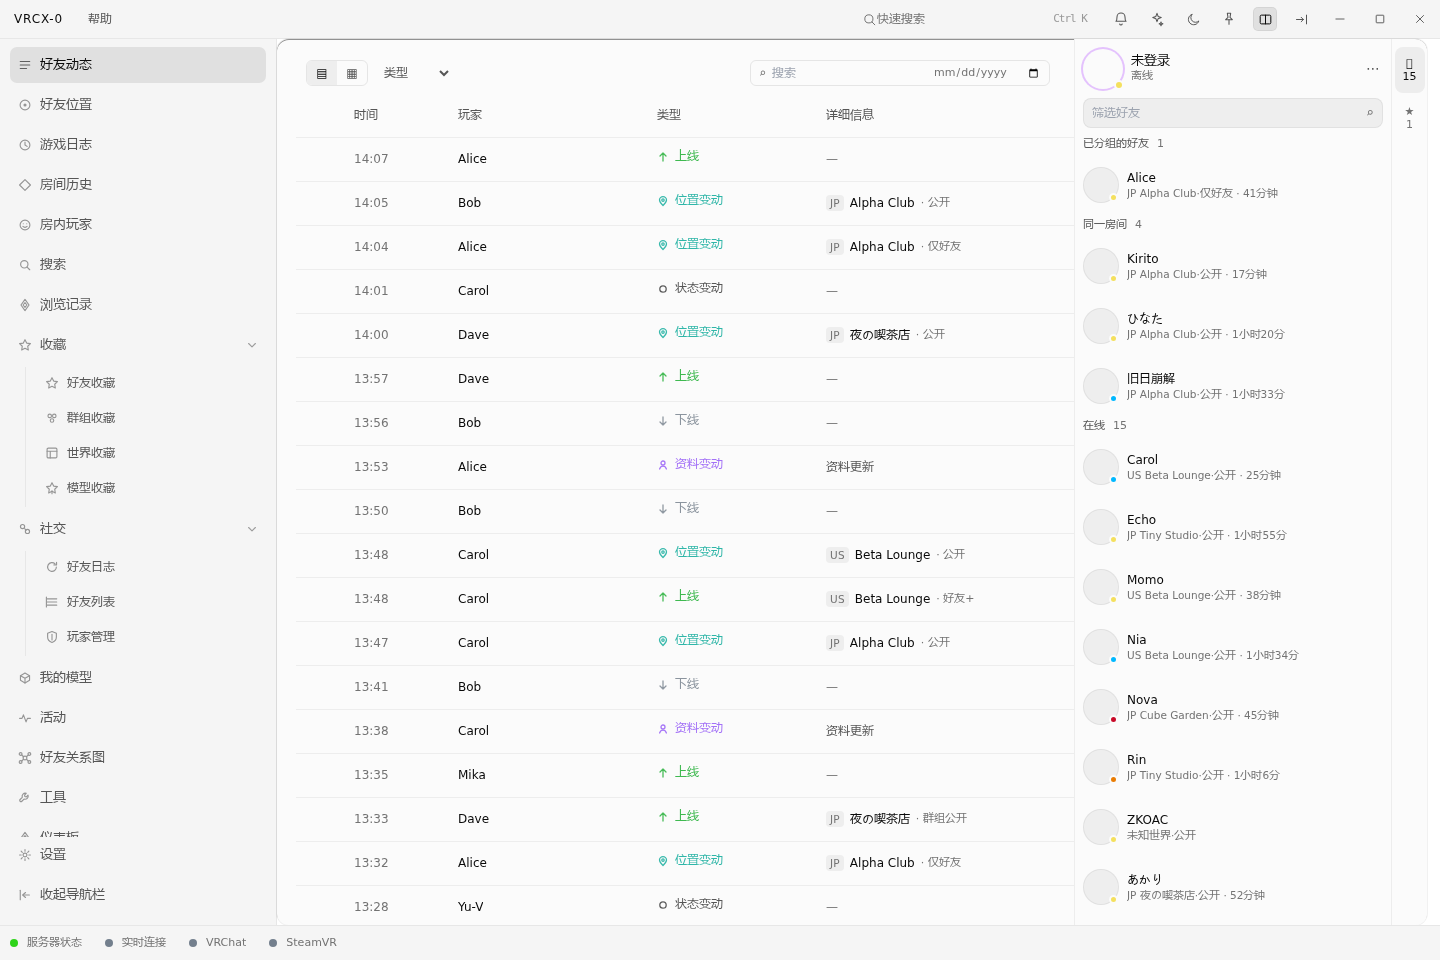 VRCX-0 帮助 快速搜索 Ctrl K
好友动态
好友位置
游戏日志
房间历史
房内玩家
搜索
浏览记录
收藏
好友收藏
群组收藏
世界收藏
模型收藏
社交
好友日志
好友列表
玩家管理
我的模型
活动
好友关系图
工具
仪表板
设置
收起导航栏
类型 搜索 mm/dd/yyyy
时间 玩家 类型 详细信息
14:07 Alice 上线 —
14:05 Bob 位置变动 JP Alpha Club · 公开
14:04 Alice 位置变动 JP Alpha Club · 仅好友
14:01 Carol 状态变动 —
14:00 Dave 位置变动 JP 夜の喫茶店 · 公开
13:57 Dave 上线 —
13:56 Bob 下线 —
13:53 Alice 资料变动 资料更新
13:50 Bob 下线 —
13:48 Carol 位置变动 US Beta Lounge · 公开
13:48 Carol 上线 US Beta Lounge · 好友+
13:47 Carol 位置变动 JP Alpha Club · 公开
13:41 Bob 下线 —
13:38 Carol 资料变动 资料更新
13:35 Mika 上线 —
13:33 Dave 上线 JP 夜の喫茶店 · 群组公开
13:32 Alice 位置变动 JP Alpha Club · 仅好友
13:28 Yu-V 状态变动 —
未登录
离线
筛选好友
已分组的好友 1
Alice
JP Alpha Club·仅好友 · 41分钟
同一房间 4
Kirito
JP Alpha Club·公开 · 17分钟
ひなた
JP Alpha Club·公开 · 1小时20分
旧日崩解
JP Alpha Club·公开 · 1小时33分
在线 15
Carol
US Beta Lounge·公开 · 25分钟
Echo
JP Tiny Studio·公开 · 1小时55分
Momo
US Beta Lounge·公开 · 38分钟
Nia
US Beta Lounge·公开 · 1小时34分
Nova
JP Cube Garden·公开 · 45分钟
Rin
JP Tiny Studio·公开 · 1小时6分
ZKOAC
未知世界·公开
あかり
JP 夜の喫茶店·公开 · 52分钟
15
★
1
服务器状态 实时连接 VRChat SteamVR